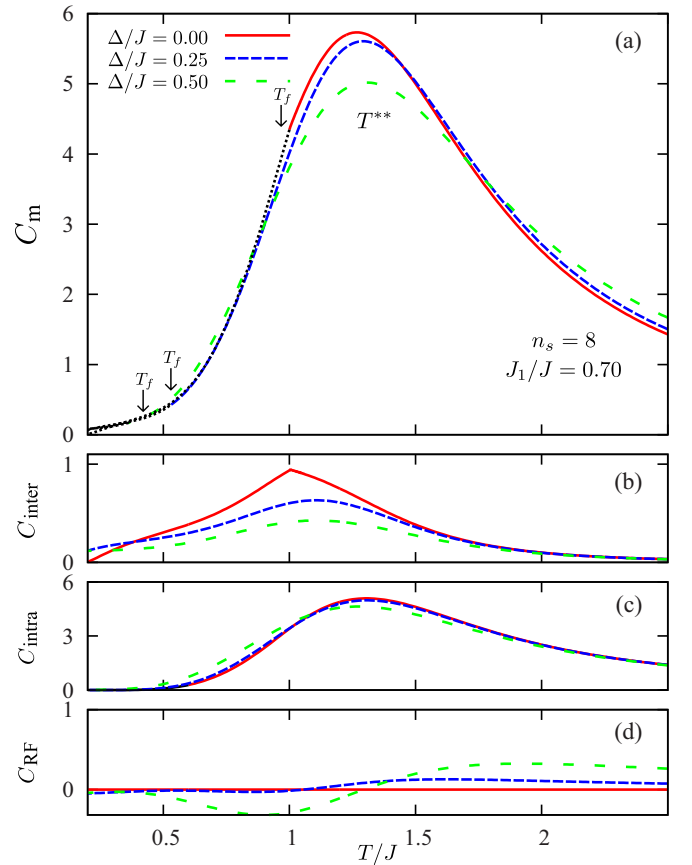 6
5
4
3
2
1
0
C_m
Δ/J = 0.00
Δ/J = 0.25
Δ/J = 0.50
(a)
T_f
T**
T_f
T_f
n_s = 8
J_1/J = 0.70
1
0
C_inter
(b)
6
3
0
C_intra
(c)
1
0
C_RF
(d)
0.5 1 1.5 2
T/J